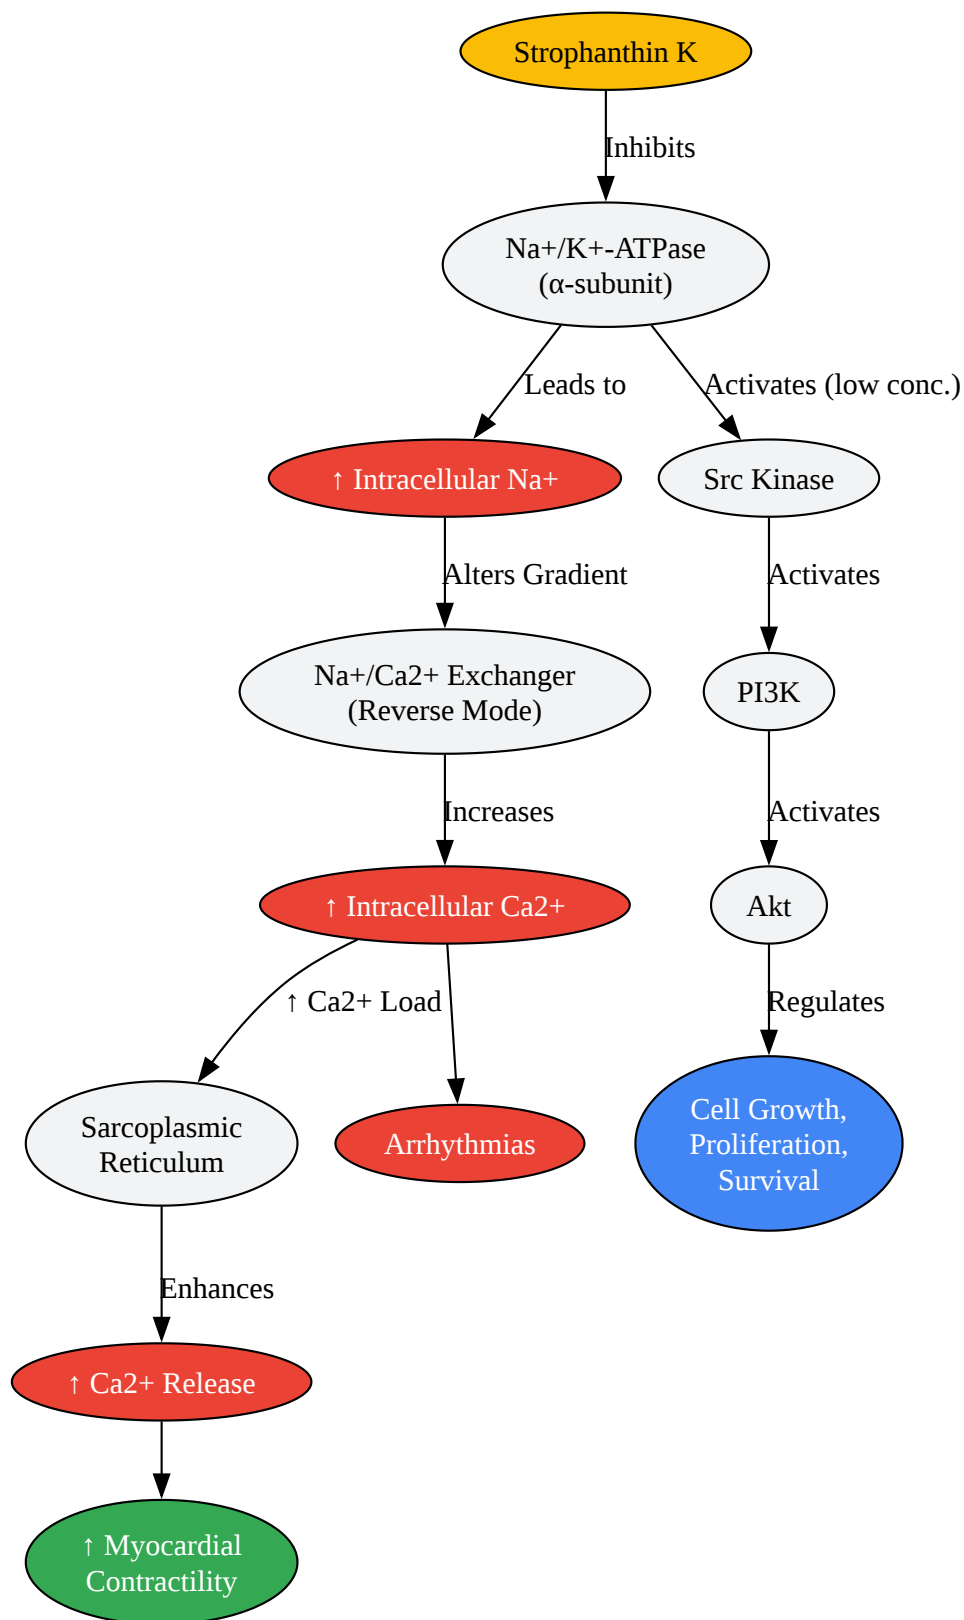 Strophanthin K
Inhibits
Na+/K+-ATPase
(α-subunit)
Leads to
Activates (low conc.)
↑ Intracellular Na+
Src Kinase
Alters Gradient
Activates
Na+/Ca2+ Exchanger
(Reverse Mode)
PI3K
Increases
Activates
↑ Intracellular Ca2+
Akt
↑ Ca2+ Load
Regulates
Sarcoplasmic
Reticulum
Arrhythmias
Cell Growth,
Proliferation,
Survival
Enhances
↑ Ca2+ Release
↑ Myocardial
Contractility